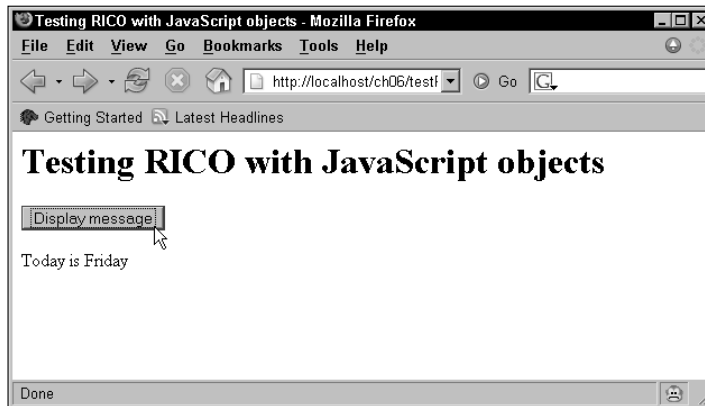 Testing RICO with JavaScript objects - Mozilla Firefox
File Edit View Go Bookmarks Tools Help
http://localhost/ch06/test Go G
Getting Started Latest Headlines
Testing RICO with JavaScript objects
Display message
Today is Friday
Done